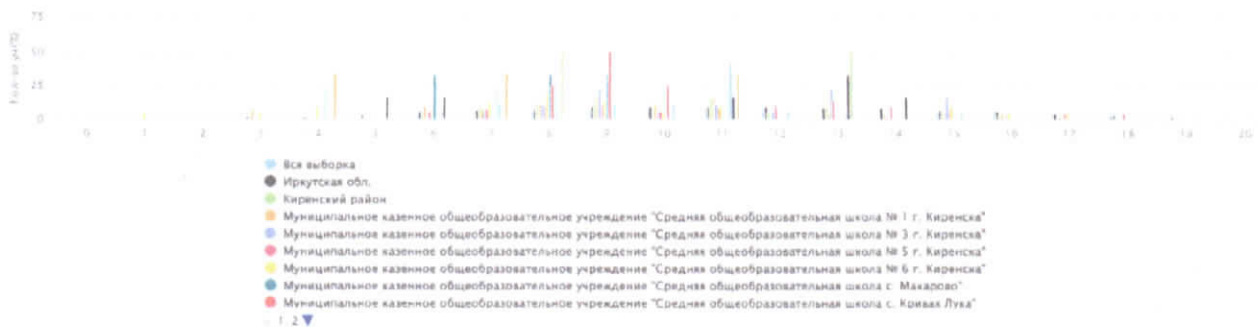 75
50
25
0
0 1 2 3 4 5 6 7 8 9 10 11 12 13 14 15 16 17 18 19 20
Вся выборка
Иркутская обл.
Киренский район
Муниципальное казенное общеобразовательное учреждение "Средняя общеобразовательная школа № 1 г. Киренска"
Муниципальное казенное общеобразовательное учреждение "Средняя общеобразовательная школа № 3 г. Киренска"
Муниципальное казенное общеобразовательное учреждение "Средняя общеобразовательная школа № 5 г. Киренска"
Муниципальное казенное общеобразовательное учреждение "Средняя общеобразовательная школа № 6 г. Киренска"
Муниципальное казенное общеобразовательное учреждение "Средняя общеобразовательная школа с. Макарово"
Муниципальное казенное общеобразовательное учреждение "Средняя общеобразовательная школа с. Кривая Лука"
1 2